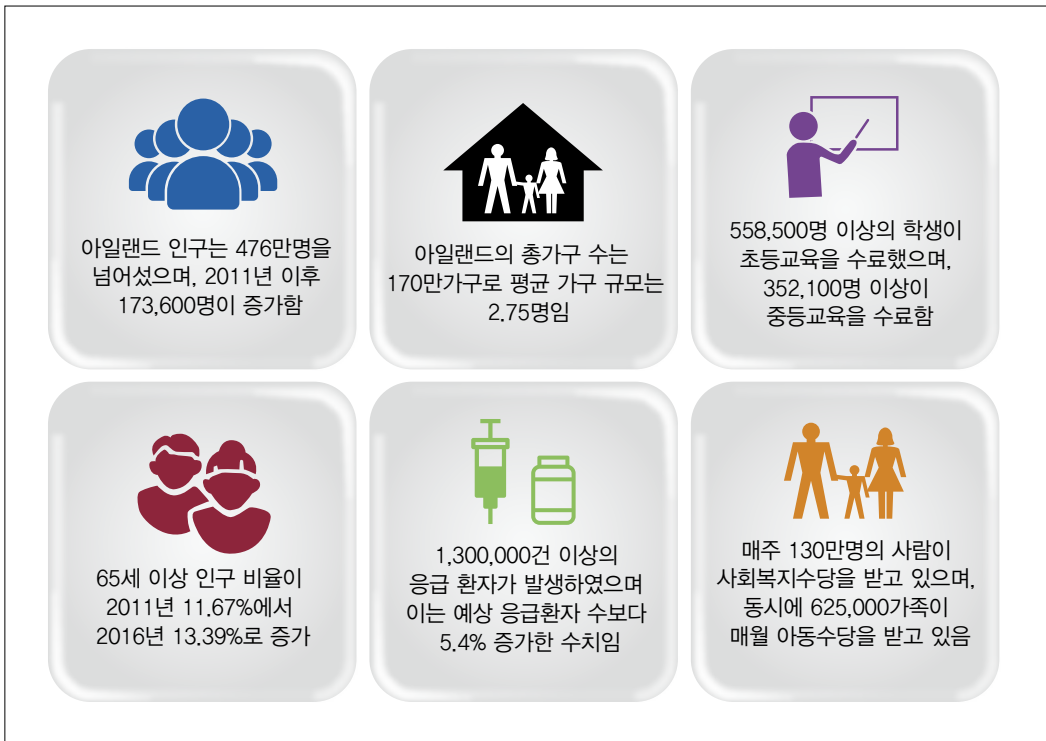 아일랜드 인구는 476만명을
넘어섰으며, 2011년 이후
173,600명이 증가함
아일랜드의 총가구 수는
170만가구로 평균 가구 규모는
2.75명임
558,500명 이상의 학생이
초등교육을 수료했으며,
352,100명 이상이
중등교육을 수료함
65세 이상 인구 비율이
2011년 11.67%에서
2016년 13.39%로 증가
1,300,000건 이상의
응급 환자가 발생하였으며
이는 예상 응급환자 수보다
5.4% 증가한 수치임
매주 130만명의 사람이
사회복지수당을 받고 있으며,
동시에 625,000가족이
매월 아동수당을 받고 있음